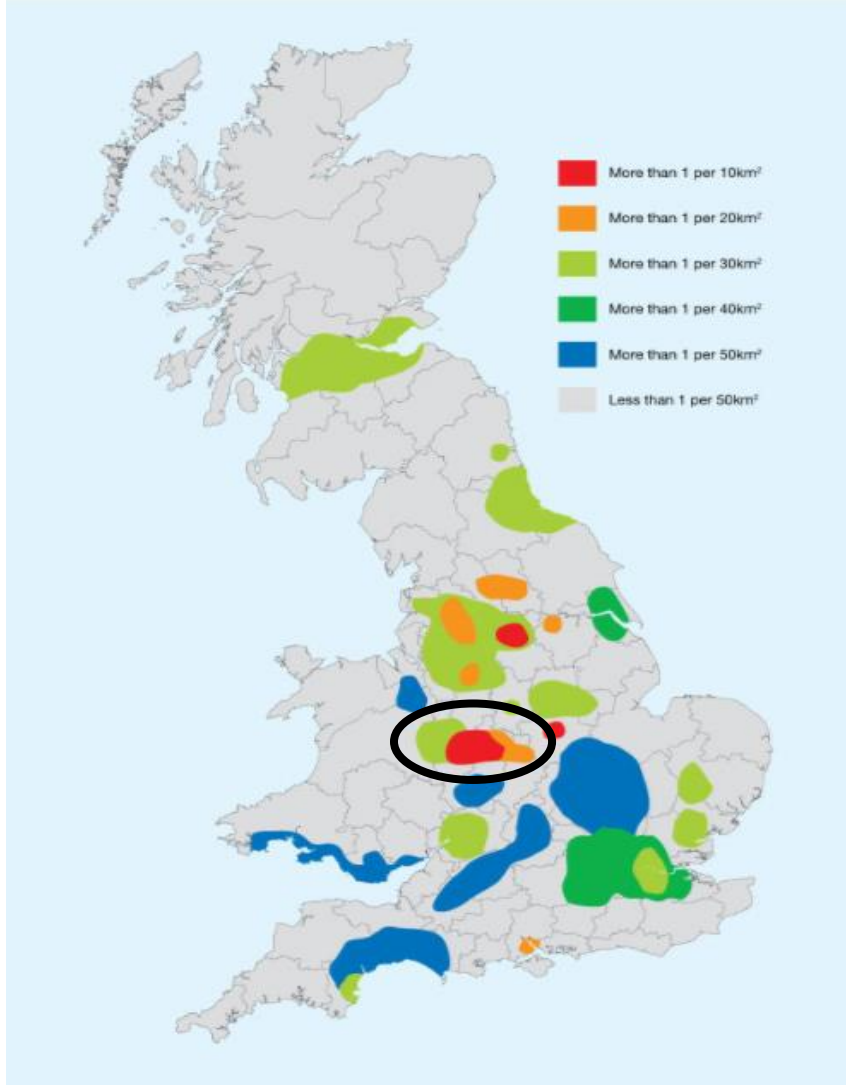 More than 1 per 10km²
More than 1 per 20km²
More than 1 per 30km²
More than 1 per 40km²
More than 1 per 50km²
Less than 1 per 50km²